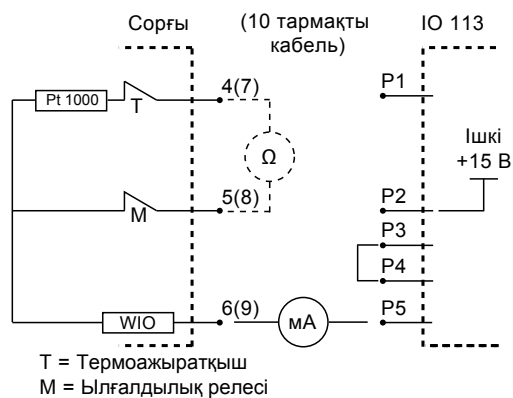 Сорғы
(10 тармақты
кабель)
IO 113
Pt 1000
T
4(7)
P1
Ω
Ішкі
+15 В
M
5(8)
P2
P3
P4
WIO
6(9)
мА
P5
T = Термоажыратқыш
M = Ылғалдылық релесі